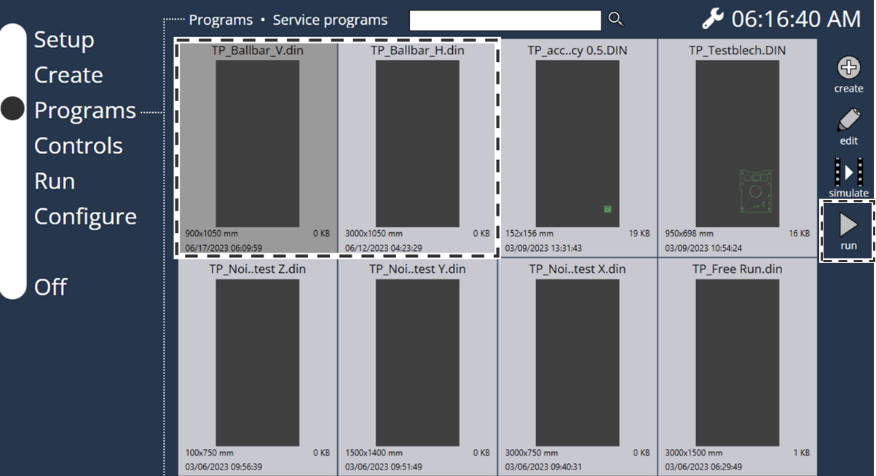 Programs • Service programs
06:16:40 AM
Setup
Create
Programs
Controls
Run
Configure
Off
TP_Ballbar_V.din
900x1050 mm 0 KB
06/17/2023 06:09:59
TP_Ballbar_H.din
3000x1050 mm 0 KB
06/12/2023 04:23:29
TP_acc..cy 0.5.DIN
152x156 mm 19 KB
03/09/2023 13:31:43
TP_Testblech.DIN
950x698 mm 16 KB
03/09/2023 10:54:24
TP_Noi..test Z.din
100x750 mm 0 KB
03/06/2023 09:56:39
TP_Noi..test Y.din
1500x1400 mm 0 KB
03/06/2023 09:51:49
TP_Noi..test X.din
3000x750 mm 0 KB
03/06/2023 09:40:31
TP_Free Run.din
3000x1500 mm 1 KB
03/06/2023 06:29:49
create
edit
simulate
run